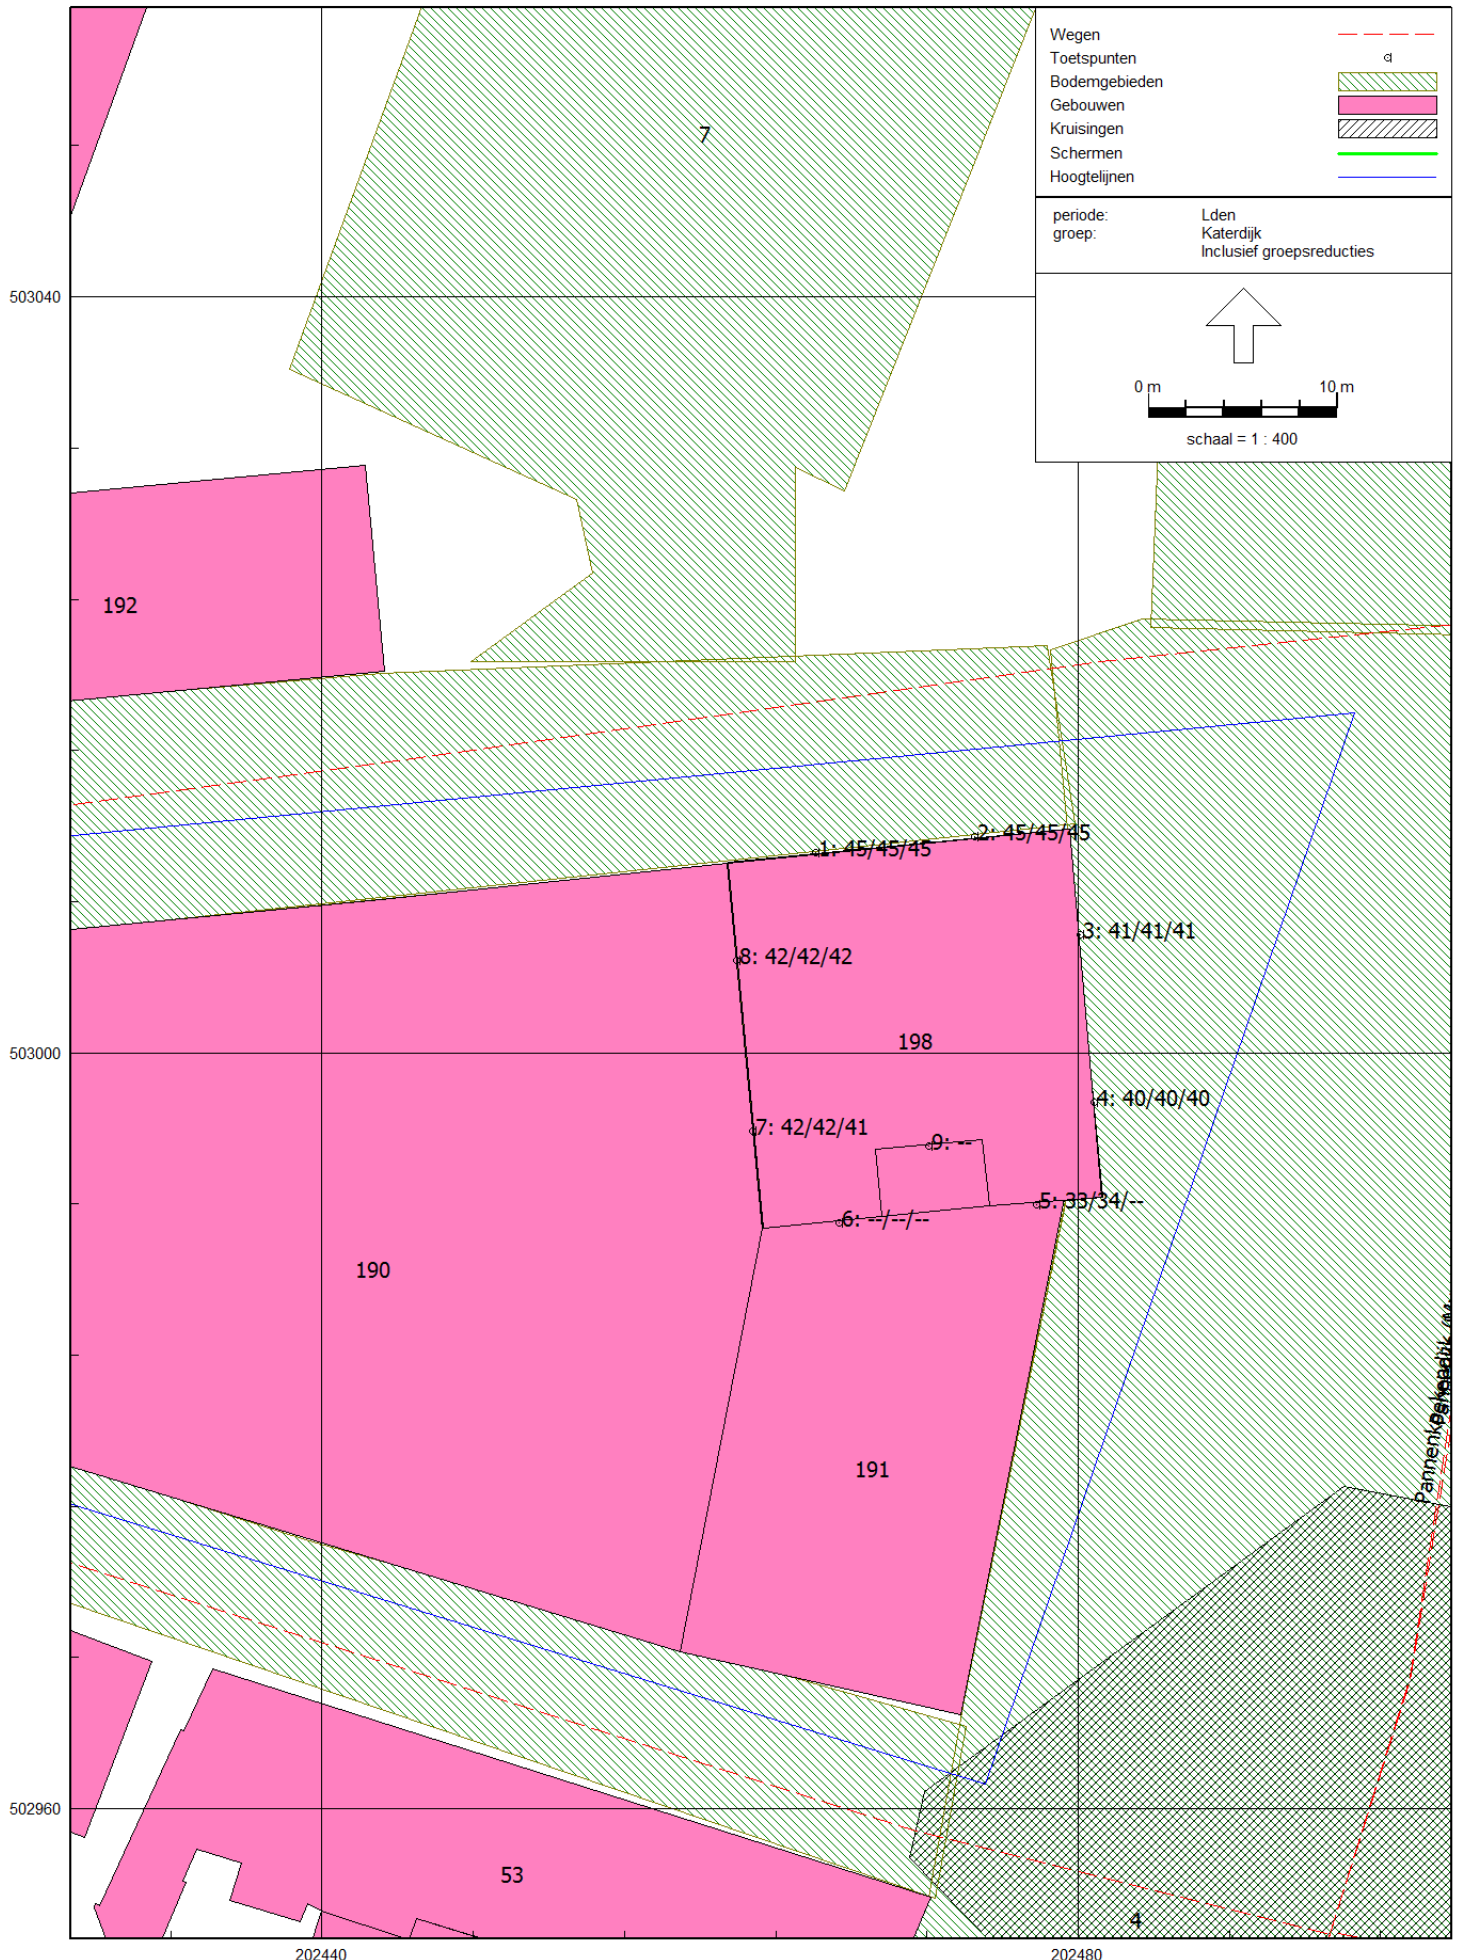 Wegen
Toetspunten
Bodemgebieden
Gebouwen
Kruisingen
Schermen
Hoogtelijnen
periode: Lden
groep: Katerdijk
Inclusief groepsreducties
0 m 10 m
schaal = 1 : 400
7
503040
192
2: 45/45/45
1: 45/45/45
3: 41/41/41
8: 42/42/42
198
503000
4: 40/40/40
7: 42/42/41
9: --
5: 33/34/--
6: --/--/--
190
191
502960
53
4
202440 202480